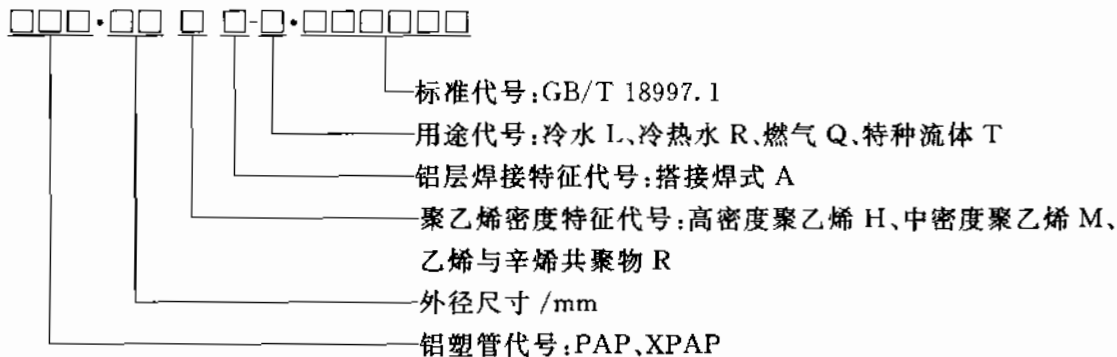 □□□·□□ □ □-□·□□□□□□
标准代号:GB/T 18997.1
用途代号:冷水 L、冷热水 R、燃气 Q、特种流体 T
铝层焊接特征代号:搭接焊式 A
聚乙烯密度特征代号:高密度聚乙烯 H、中密度聚乙烯 M、
乙烯与辛烯共聚物 R
外径尺寸/mm
铝塑管代号:PAP、XPAP